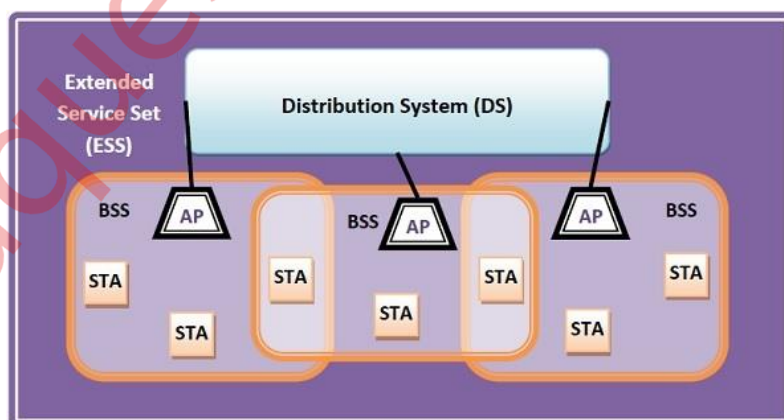 Extended
Service Set
(ESS)
Distribution System (DS)
BSS
AP
BSS
AP
AP
BSS
STA
STA
STA
STA
STA
STA
STA